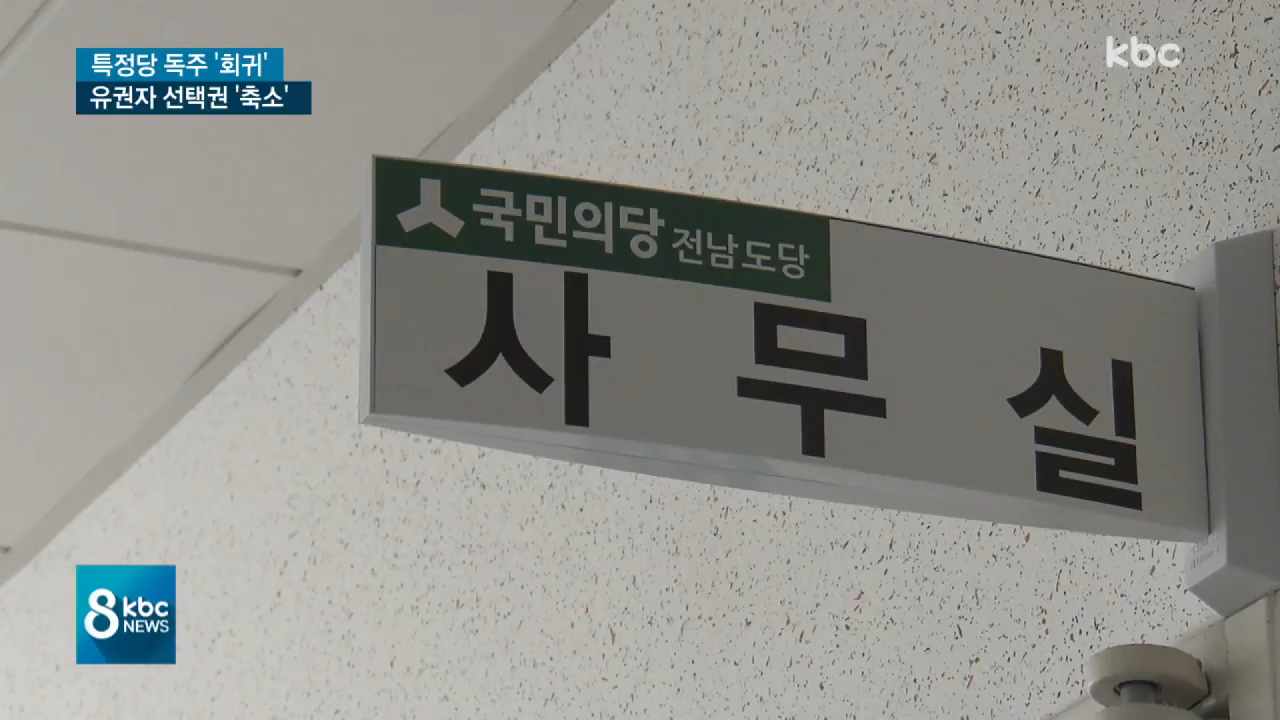 특정당 독주 '회귀'
유권자 선택권 '축소'
kbc
국민의당 전남도당
사 무 실
8 kbc NEWS